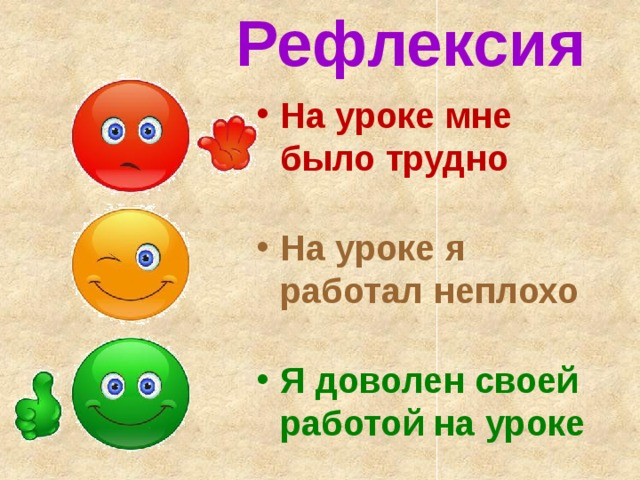 Рефлексия
• На уроке мне
было трудно
• На уроке я
работал неплохо
• Я доволен своей
работой на уроке